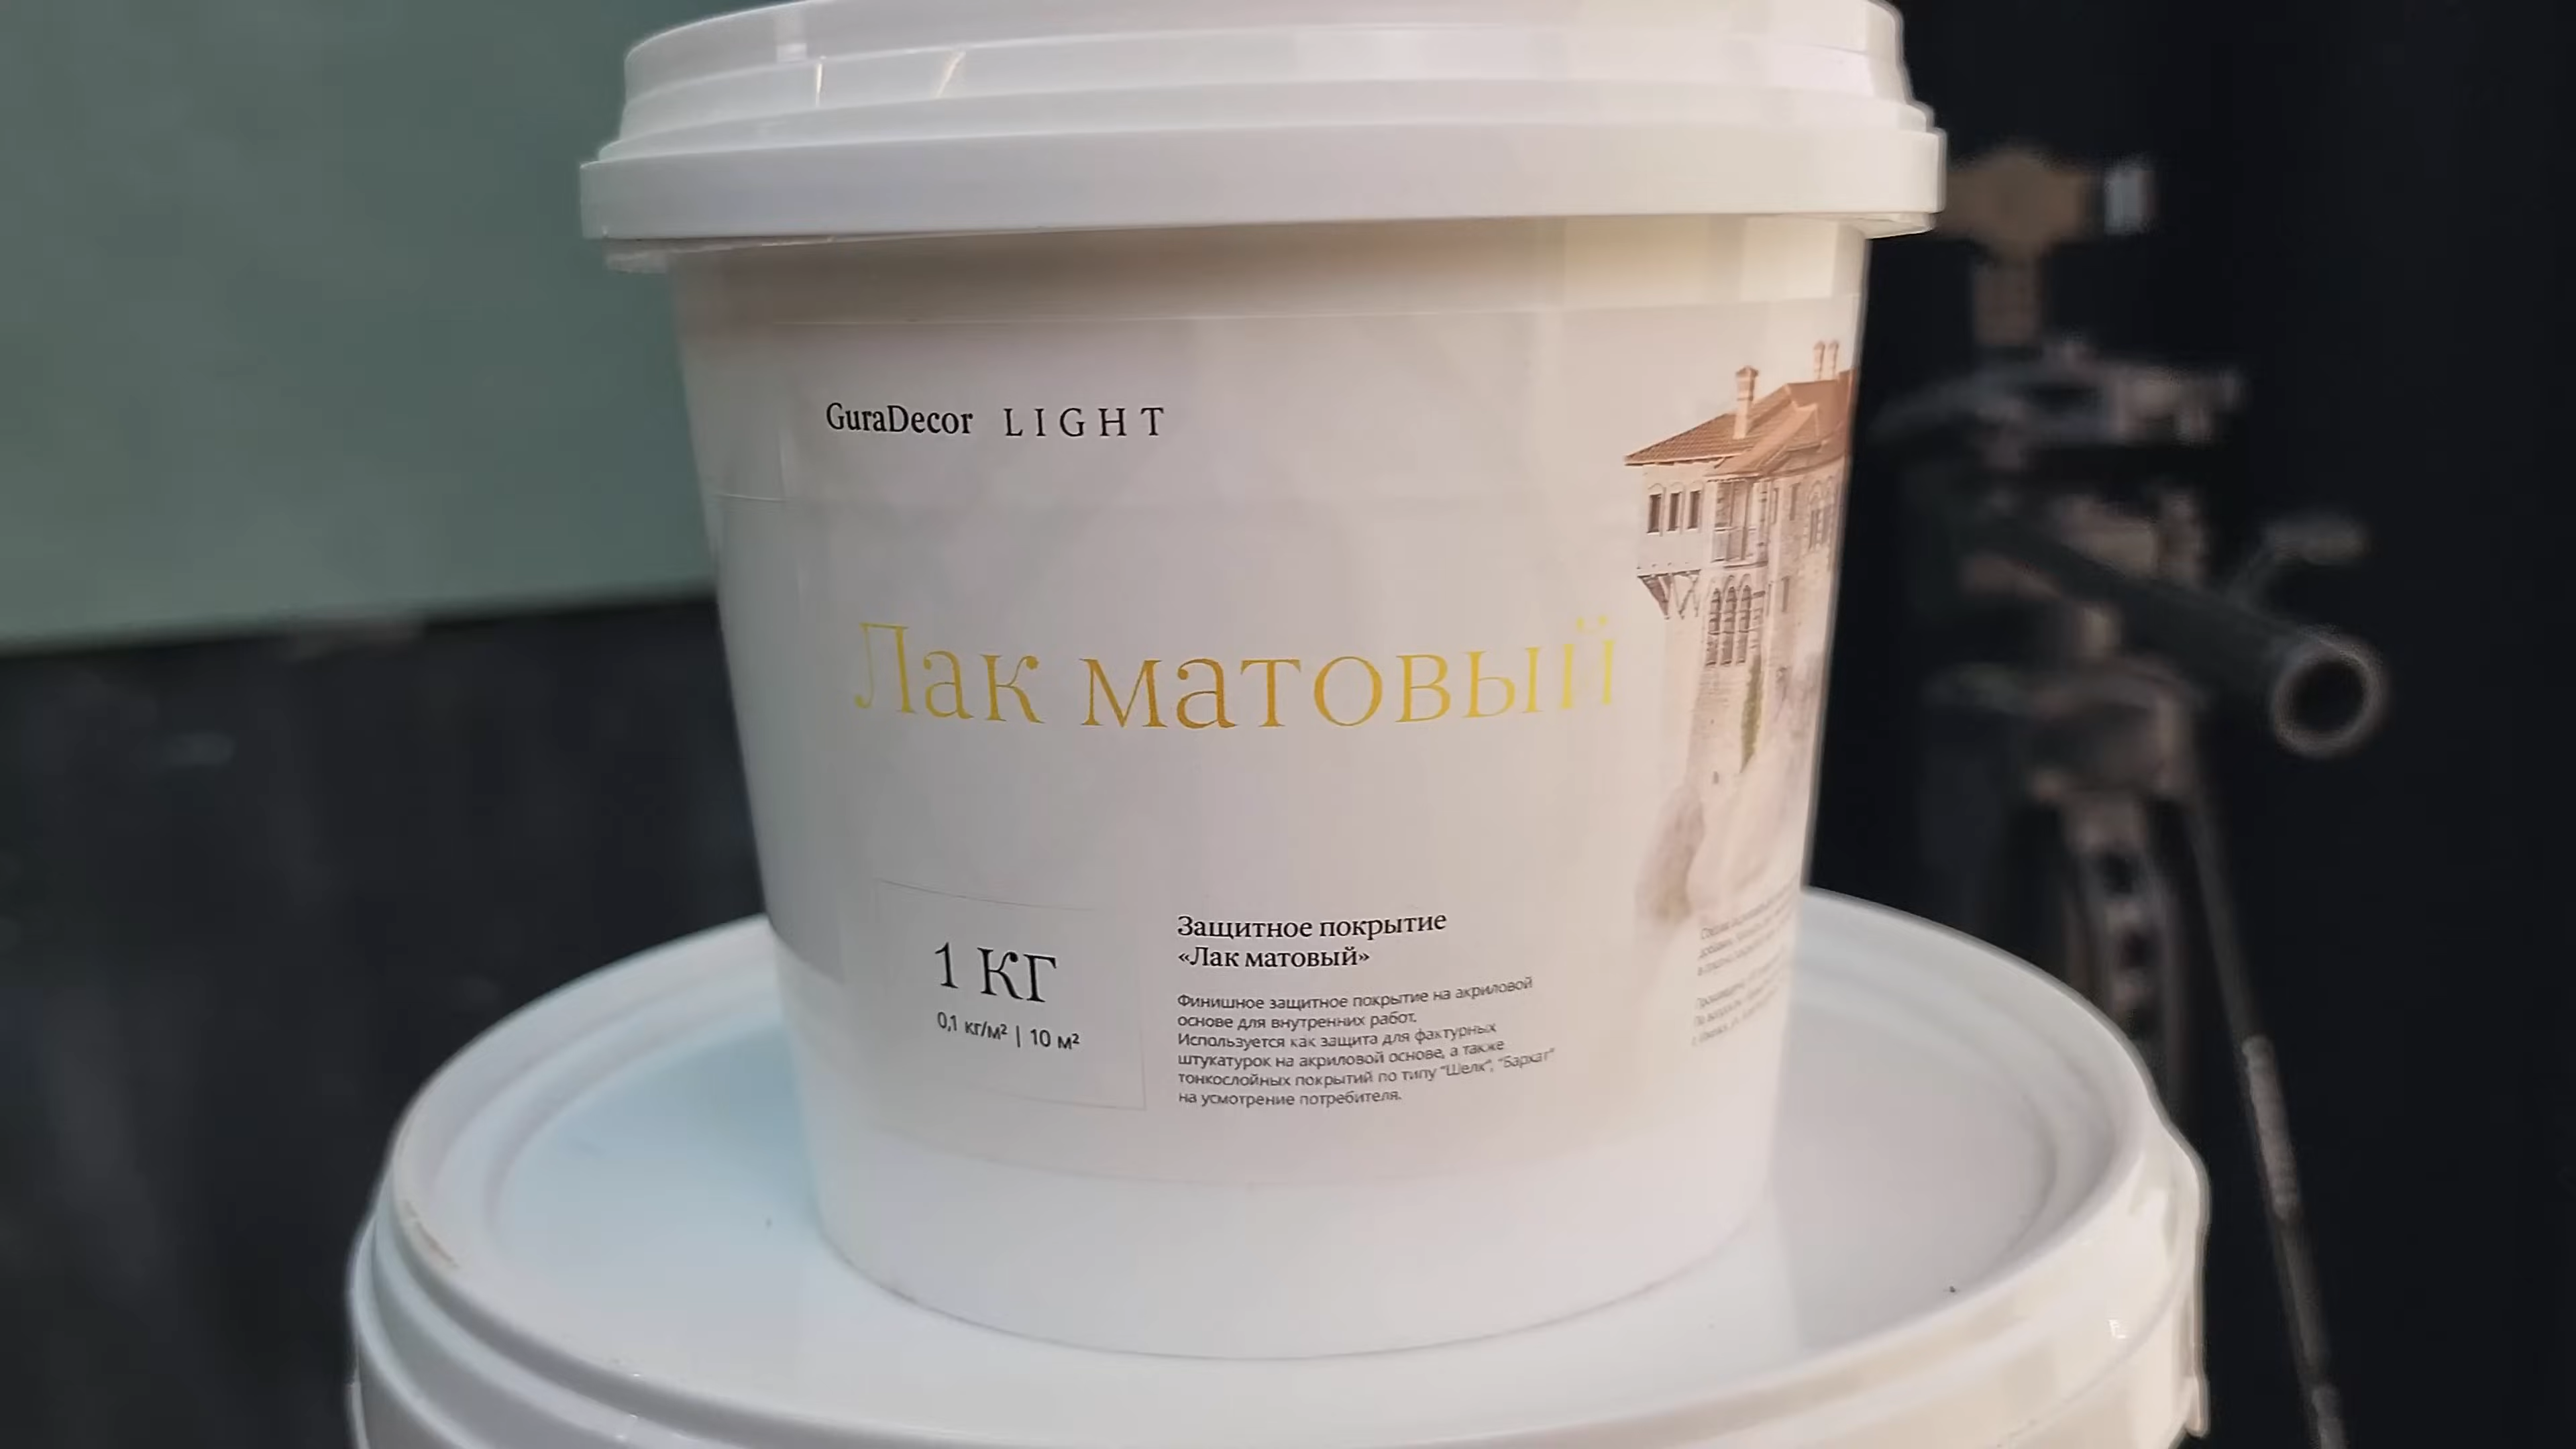 GuraDecor LIGHT
Лак матовый
1 КГ
0,1 кг/м² | 10 м²
Защитное покрытие
«Лак матовый»
Финишное защитное покрытие на акриловой
основе для внутренних работ.
Используется как защита для фактурных
штукатурок на акриловой основе, а также
тонкослойных покрытий по типу "Шелк", "Бархат"
на усмотрение потребителя.